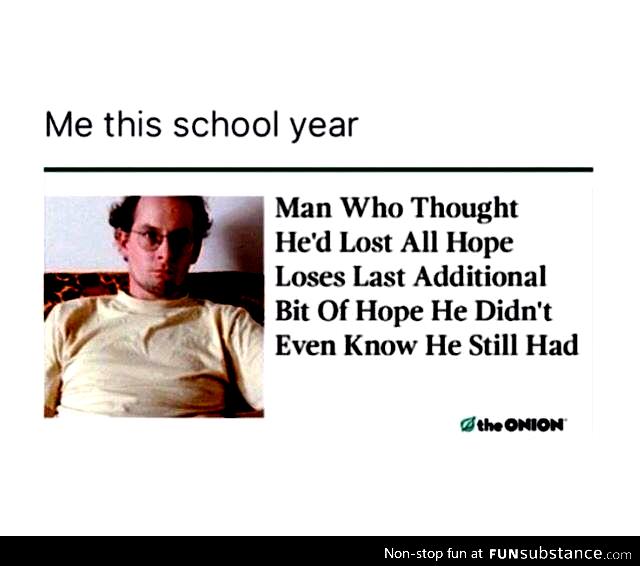 Me this school year
Man Who Thought
He'd Lost All Hope
Loses Last Additional
Bit Of Hope He Didn't
Even Know He Still Had
the ONION
Non-stop fun at FUNsubstance.com